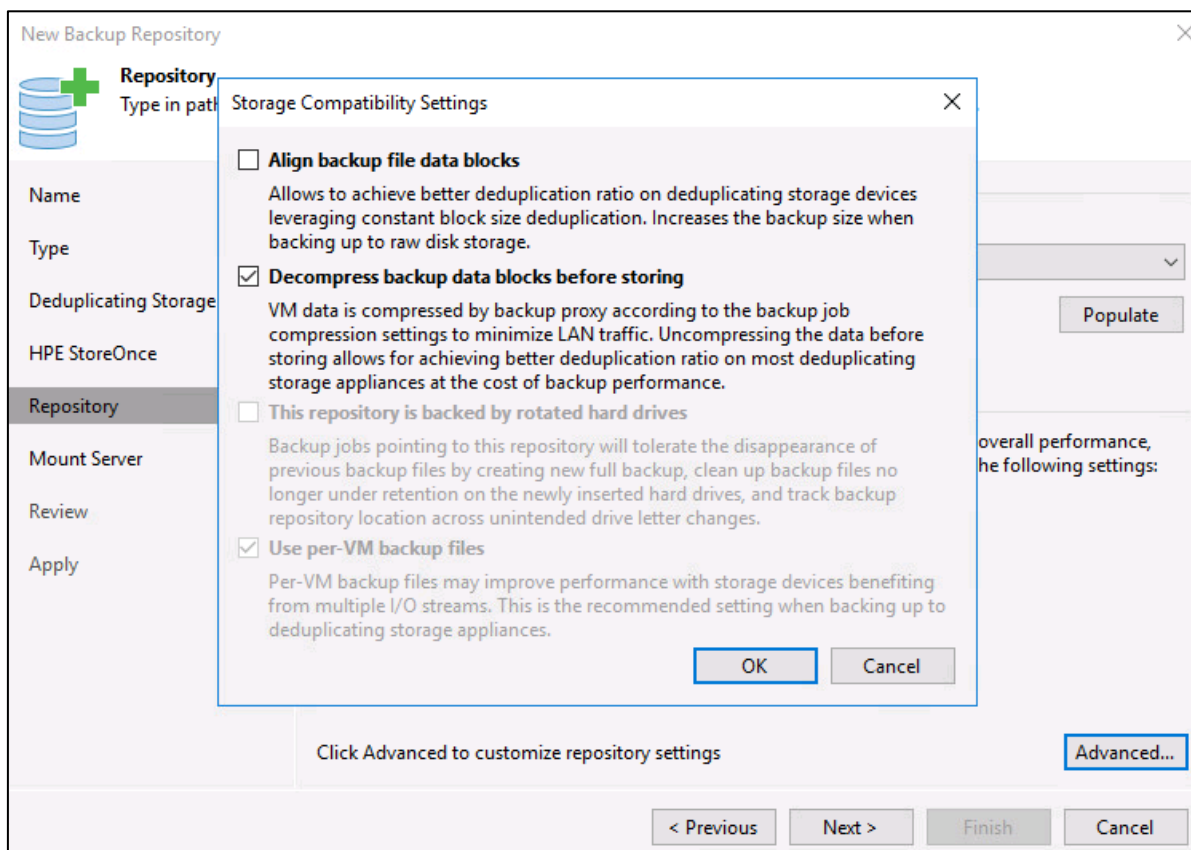 New Backup Repository
Repository
Type in path
Storage Compatibility Settings
Align backup file data blocks
Allows to achieve better deduplication ratio on deduplicating storage devices
leveraging constant block size deduplication. Increases the backup size when
backing up to raw disk storage.
Decompress backup data blocks before storing
VM data is compressed by backup proxy according to the backup job
compression settings to minimize LAN traffic. Uncompressing the data before
storing allows for achieving better deduplication ratio on most deduplicating
storage appliances at the cost of backup performance.
This repository is backed by rotated hard drives
Backup jobs pointing to this repository will tolerate the disappearance of
previous backup files by creating new full backup, clean up backup files no
longer under retention on the newly inserted hard drives, and track backup
repository location across unintended drive letter changes.
Use per-VM backup files
Per-VM backup files may improve performance with storage devices benefiting
from multiple I/O streams. This is the recommended setting when backing up to
deduplicating storage appliances.
OK
Cancel
Name
Type
Deduplicating Storage
HPE StoreOnce
Repository
Mount Server
Review
Apply
Populate
overall performance,
he following settings:
Click Advanced to customize repository settings
Advanced...
< Previous
Next >
Finish
Cancel